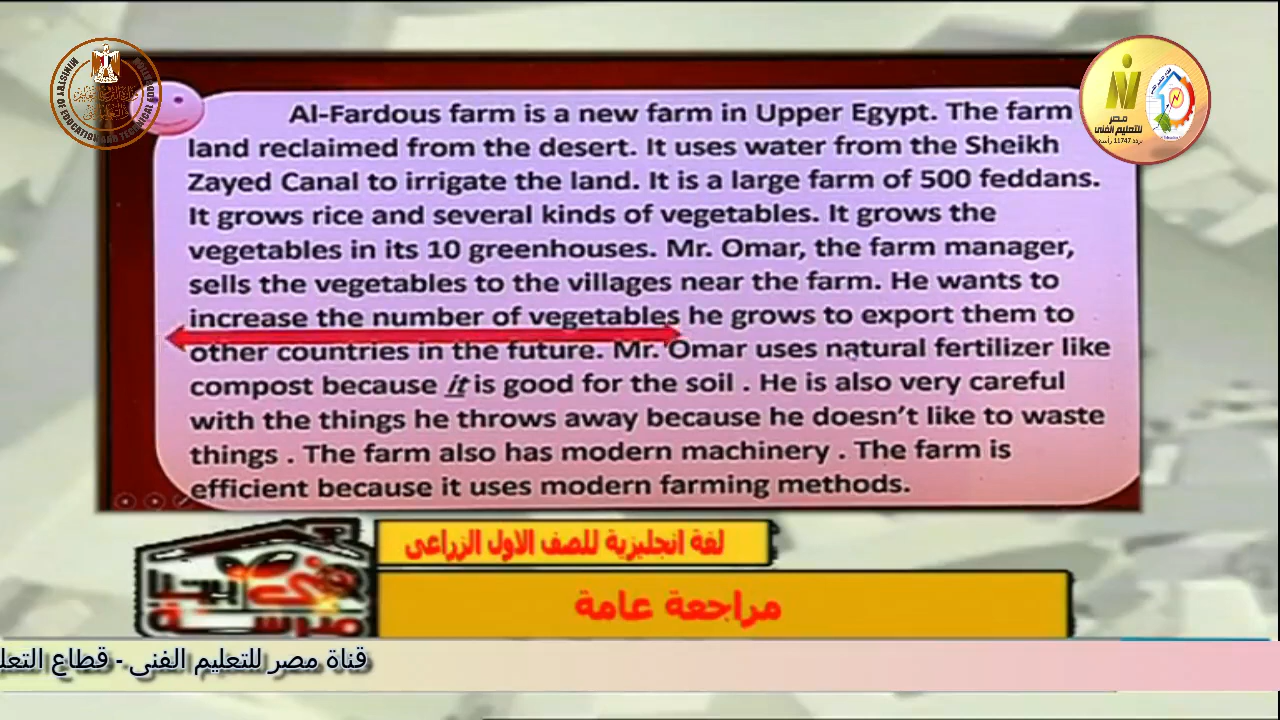 Al-Fardous farm is a new farm in Upper Egypt. The farm
land reclaimed from the desert. It uses water from the Sheikh
Zayed Canal to irrigate the land. It is a large farm of 500 feddans.
It grows rice and several kinds of vegetables. It grows the
vegetables in its 10 greenhouses. Mr. Omar, the farm manager,
sells the vegetables to the villages near the farm. He wants to
increase the number of vegetables he grows to export them to
other countries in the future. Mr. Omar uses natural fertilizer like
compost because it is good for the soil . He is also very careful
with the things he throws away because he doesn't like to waste
things . The farm also has modern machinery . The farm is
efficient because it uses modern farming methods.
مصر
للتعليم الفنى
لغة انجليزية للصف الاول الزراعى
مراجعة عامة
قناة مصر للتعليم الفنى - قطاع